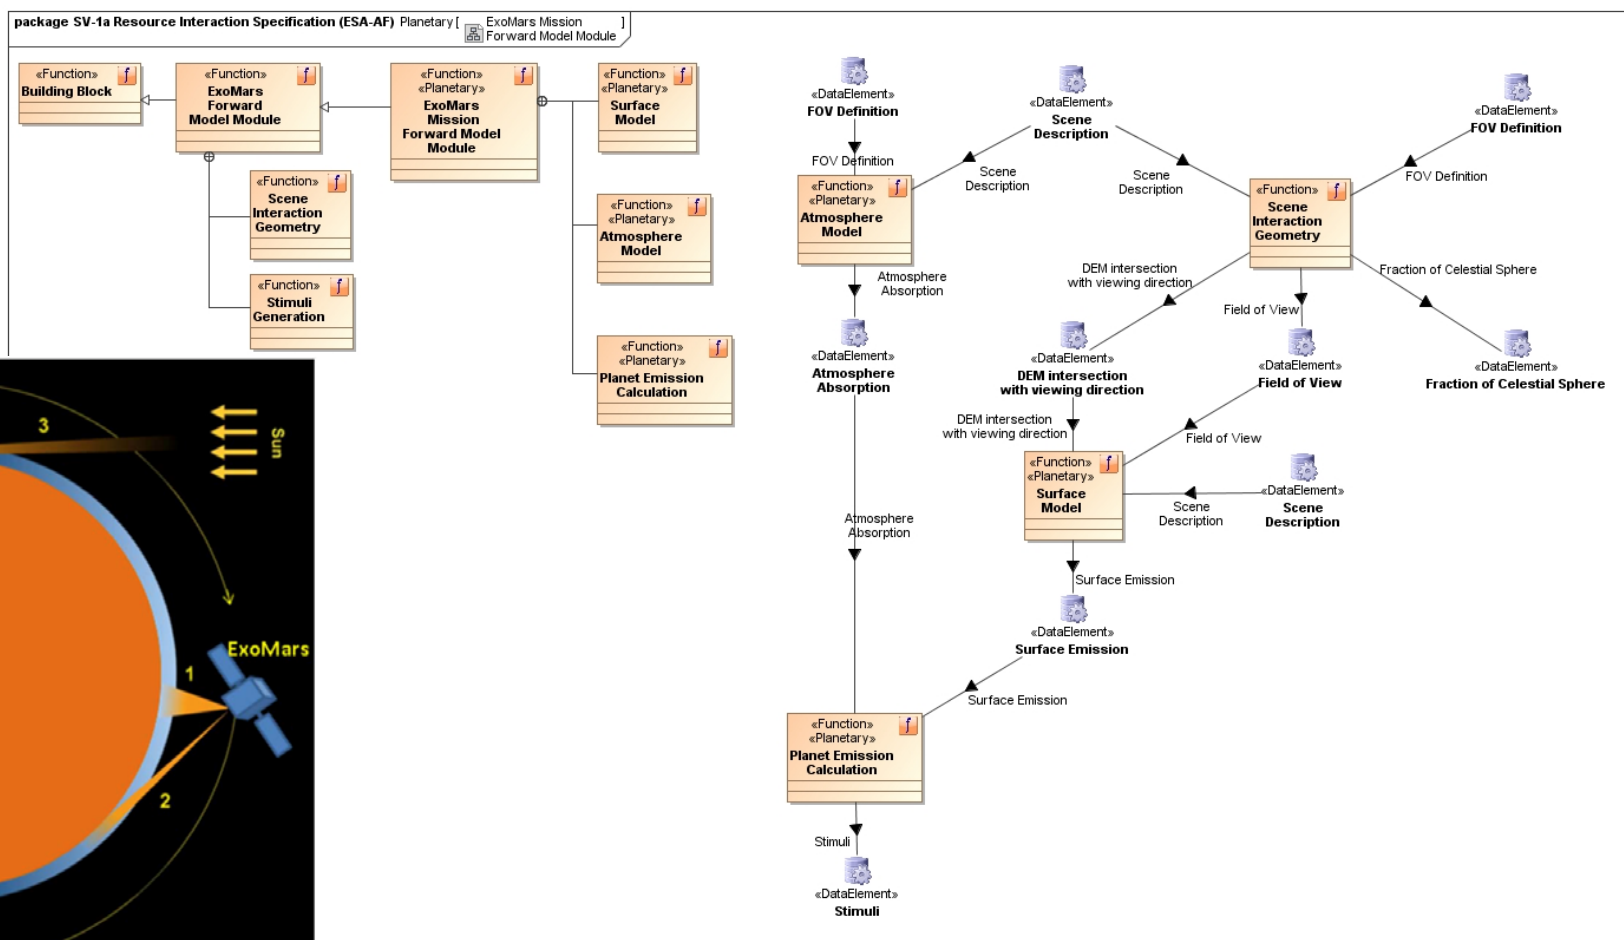 package SV-1a Resource Interaction Specification (ESA-AF) Planetary [ ExoMars Mission ]
Forward Model Module
«Function»
Building Block
«Function»
ExoMars
Forward
Model Module
«Function»
«Planetary»
ExoMars
Mission
Forward Model
Module
«Function»
«Planetary»
Surface
Model
«Function»
Scene
Interaction
Geometry
«Function»
«Planetary»
Atmosphere
Model
«Function»
Stimuli
Generation
«Function»
«Planetary»
Planet Emission
Calculation
3
Sun
ExoMars
1
2
«DataElement»
FOV Definition
FOV Definition
«DataElement»
Scene
Description
Scene
Description
Scene
Description
«DataElement»
FOV Definition
FOV Definition
«Function»
«Planetary»
Atmosphere
Model
«Function»
Scene
Interaction
Geometry
Atmosphere
Absorption
DEM intersection
with viewing direction
Field of View
Fraction of Celestial Sphere
«DataElement»
Atmosphere
Absorption
«DataElement»
DEM intersection
with viewing direction
«DataElement»
Field of View
«DataElement»
Fraction of Celestial Sphere
DEM intersection
with viewing direction
Field of View
«Function»
«Planetary»
Surface
Model
Scene
Description
«DataElement»
Scene
Description
Atmosphere
Absorption
Surface Emission
«DataElement»
Surface Emission
Surface Emission
«Function»
«Planetary»
Planet Emission
Calculation
Stimuli
«DataElement»
Stimuli